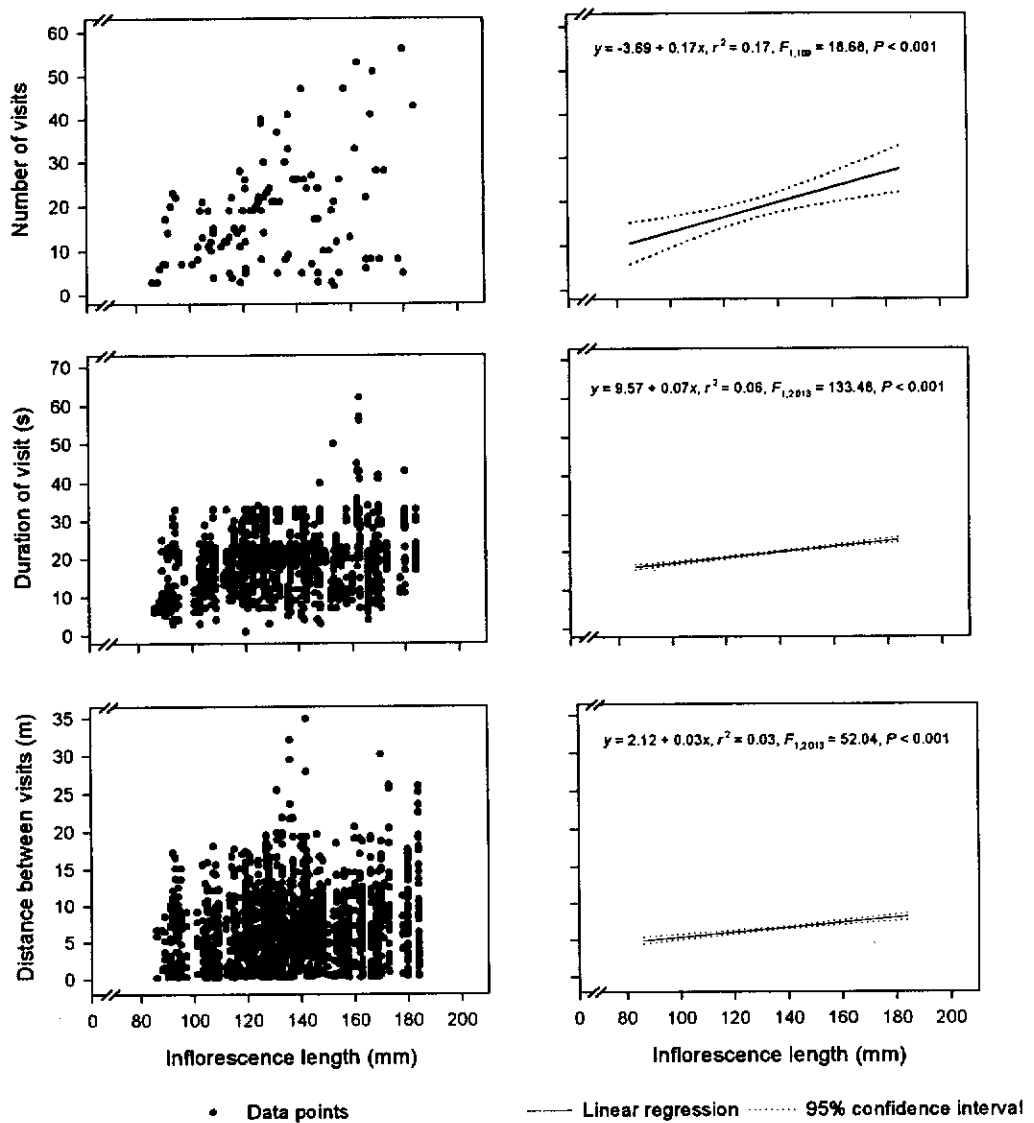 Number of visits
60
50
40
30
20
10
0
y = -3.69 + 0.17x, r² = 0.17, F₁,₁₀₉ = 18.68, P < 0.001
Duration of visit (s)
70
60
50
40
30
20
10
0
y = 9.57 + 0.07x, r² = 0.06, F₁,₂₀₁₃ = 133.48, P < 0.001
Distance between visits (m)
35
30
25
20
15
10
5
0
y = 2.12 + 0.03x, r² = 0.03, F₁,₂₀₁₃ = 52.04, P < 0.001
0 80 100 120 140 160 180 200
0 80 100 120 140 160 180 200
Inflorescence length (mm)
Inflorescence length (mm)
Data points
Linear regression
95% confidence interval